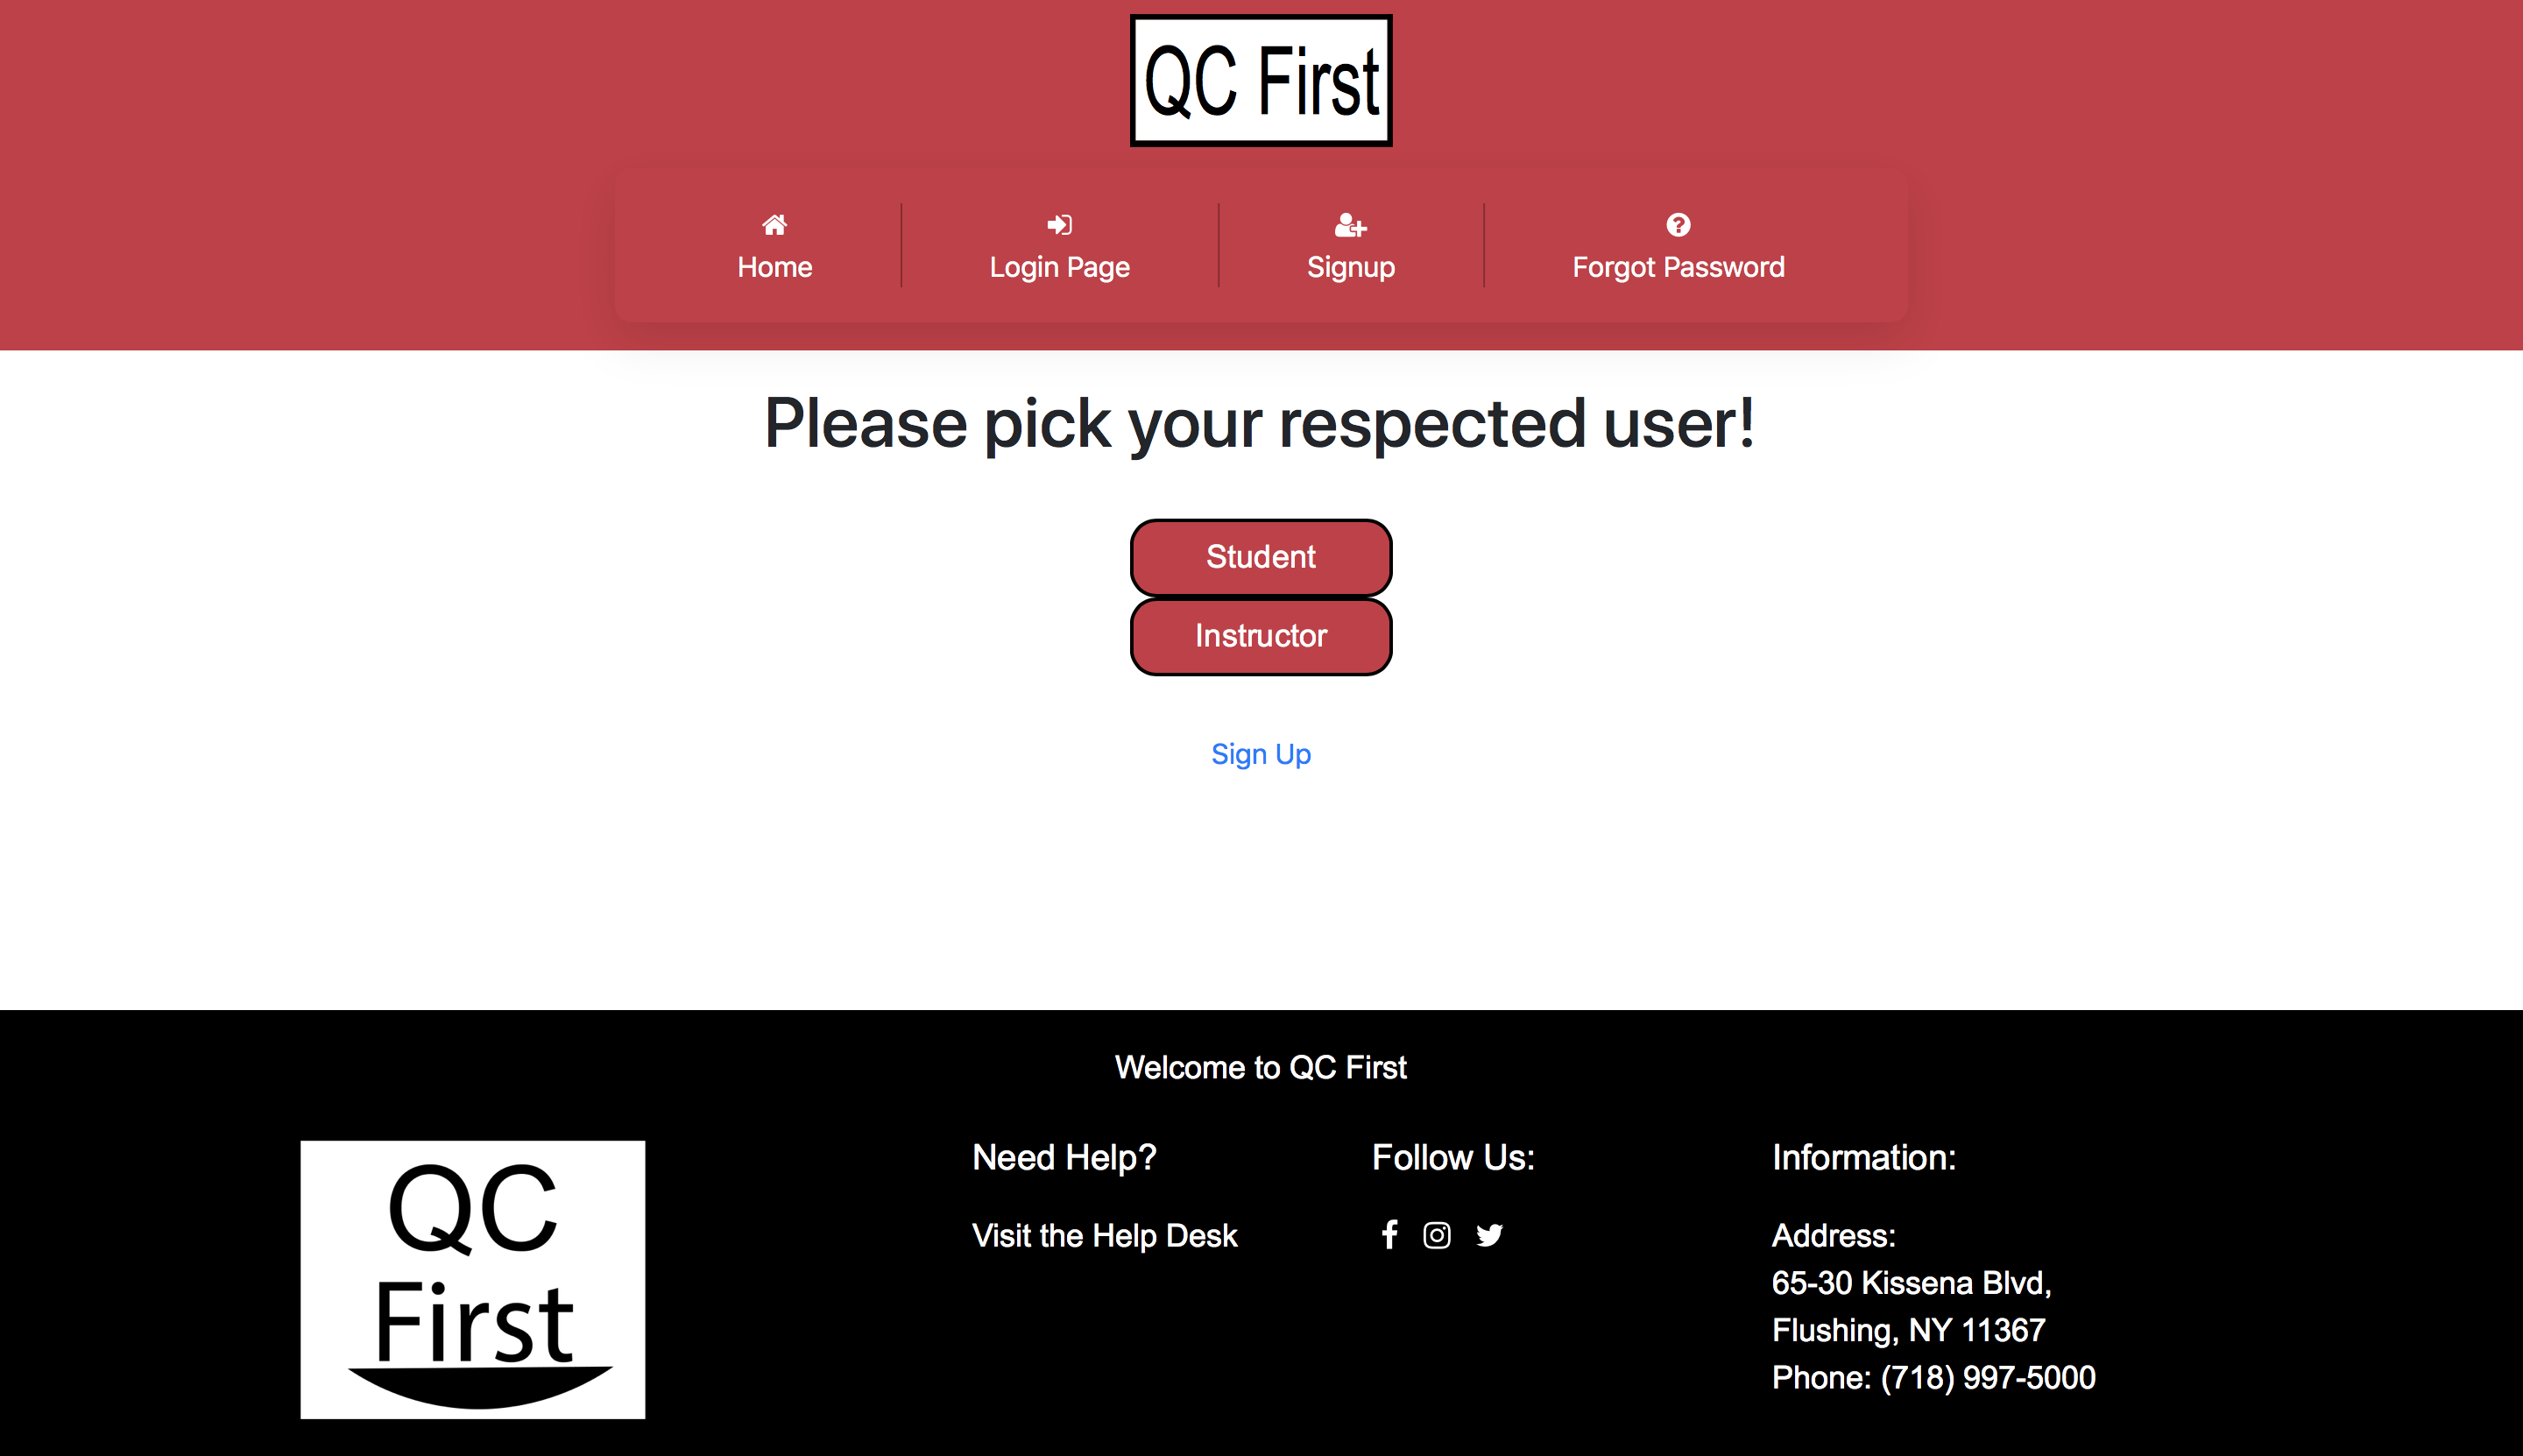 QC First
Home
Login Page
Signup
Forgot Password
Please pick your respected user!
Student
Instructor
Sign Up
Welcome to QC First
QC
First
Need Help?
Visit the Help Desk
Follow Us:
Information:
Address:
65-30 Kissena Blvd,
Flushing, NY 11367
Phone: (718) 997-5000